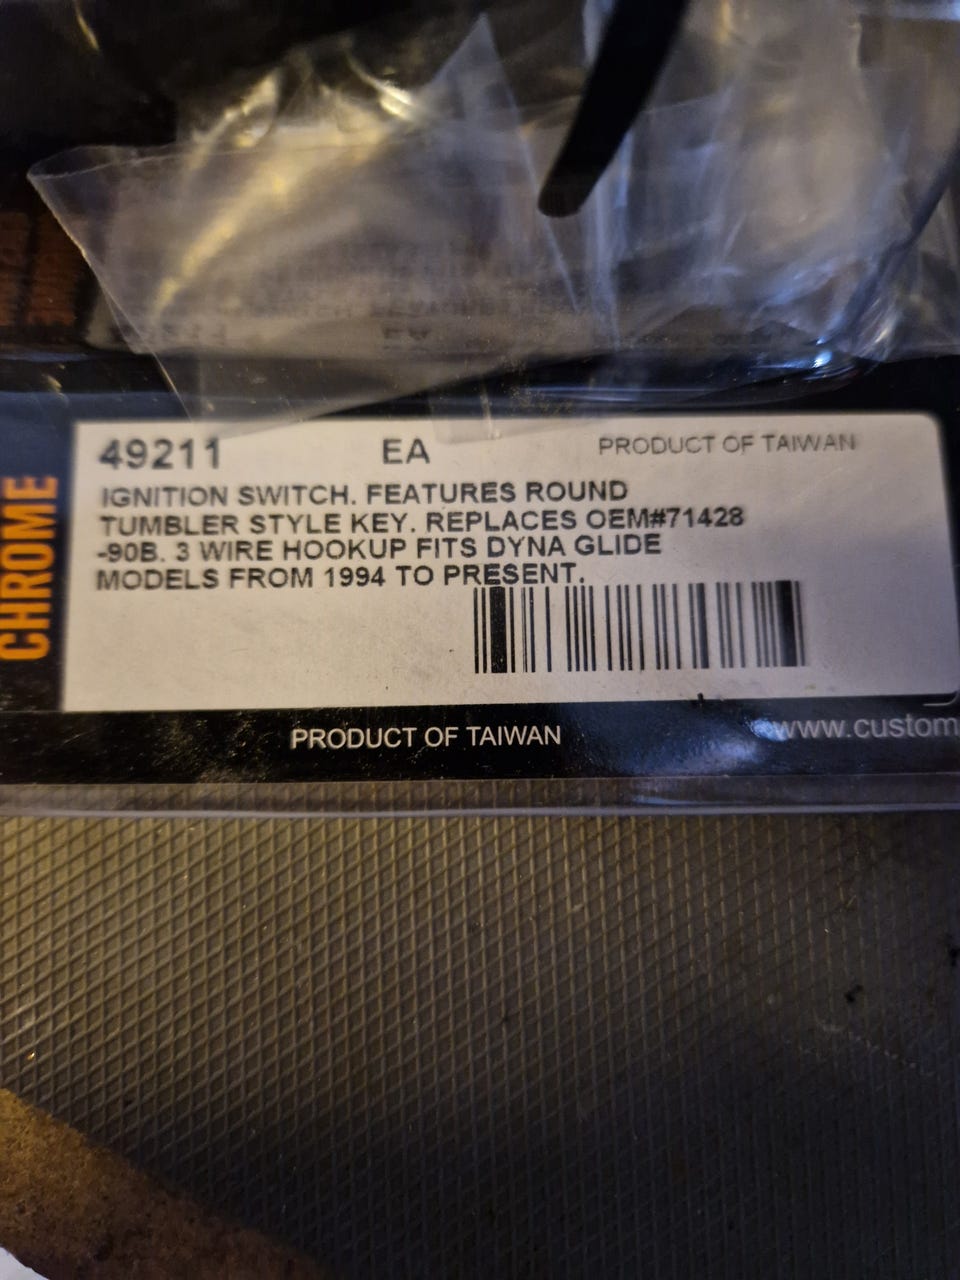 49211 EA PRODUCT OF TAIWAN
IGNITION SWITCH. FEATURES ROUND
TUMBLER STYLE KEY. REPLACES OEM#71428
-90B. 3 WIRE HOOKUP FITS DYNA GLIDE
MODELS FROM 1994 TO PRESENT.
CHROME
PRODUCT OF TAIWAN
www.custom